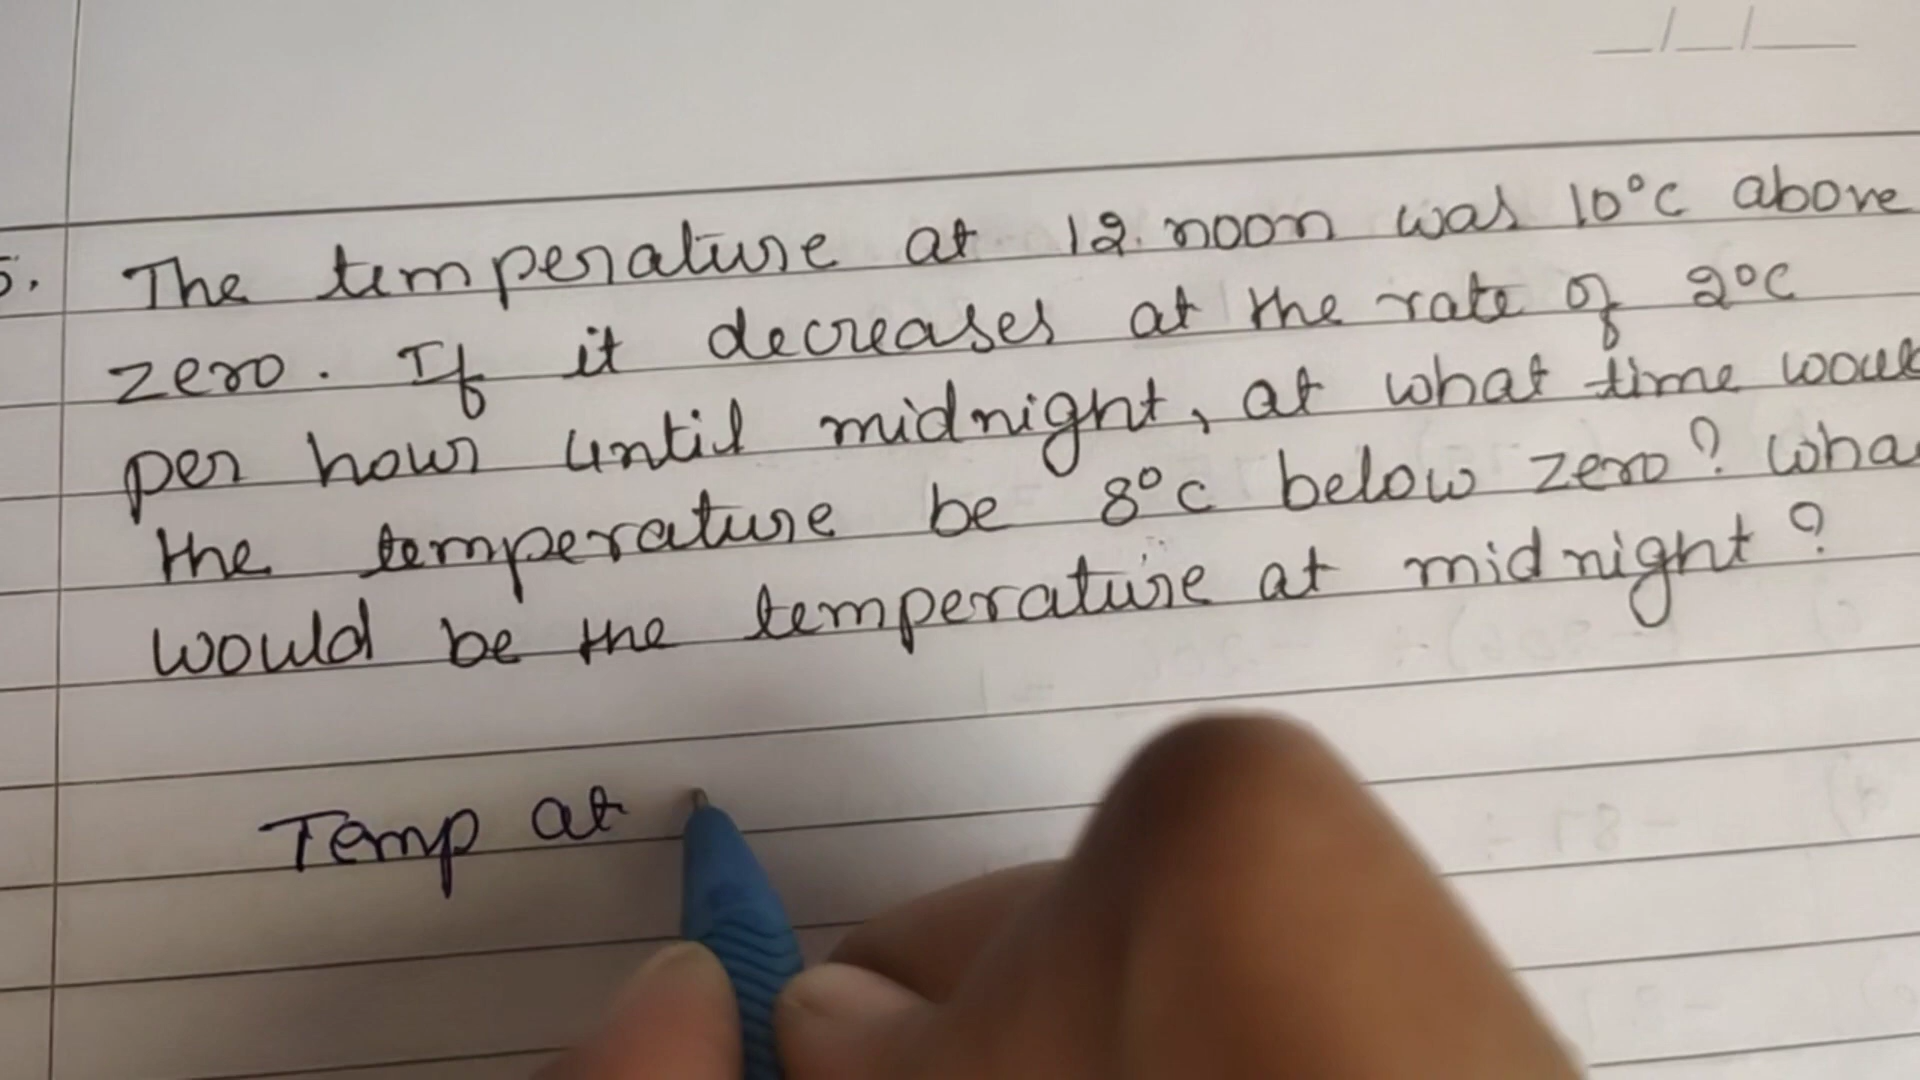 5. The temperature at 12 noon was 10°C above
zero. If it decreases at the rate of 2°C
per hour until midnight, at what time
the temperature be 8°C below zero?
would be the temperature at midnight?
Temp at